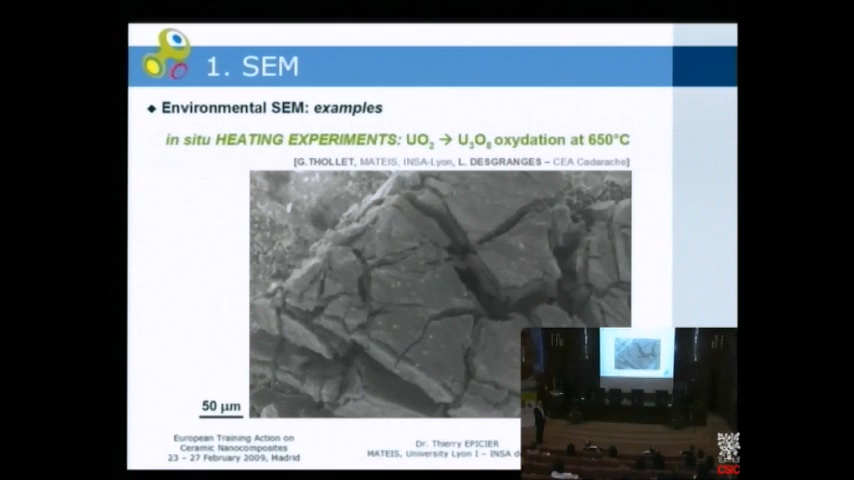 1. SEM
◆ Environmental SEM: examples
in situ HEATING EXPERIMENTS: UO₂ → U₃O₈ oxydation at 650°C
[G.THOLLET, MATEIS, INSA-Lyon, L. DESGRANGES – CEA Cadarache]
50 µm
European Training Action on
Ceramic Nanocomposites
23 – 27 February 2009, Madrid
Dr. Thierry EPICIER
MATEIS, University Lyon I – INSA de
CSIC